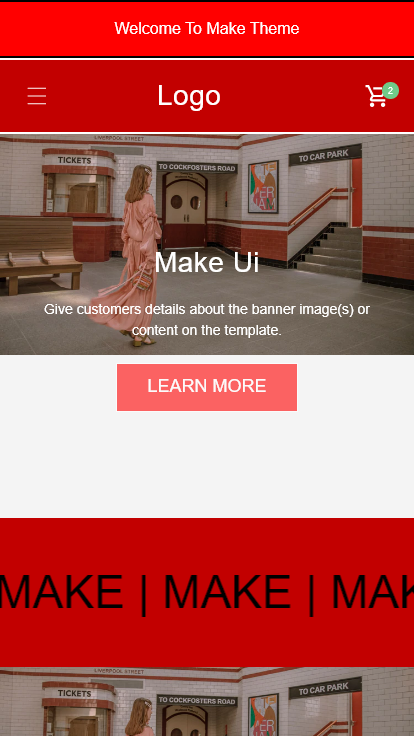 Welcome To Make Theme
Logo
2
LIVERPOOL STREET
TICKETS
TO COCKFOSTERS ROAD
TO CAR PARK
Make Ui
Give customers details about the banner image(s) or
content on the template.
LEARN MORE
MAKE | MAKE | MAK
LIVERPOOL STREET
TICKETS
TO COCKFOSTERS ROAD
TO CAR PARK